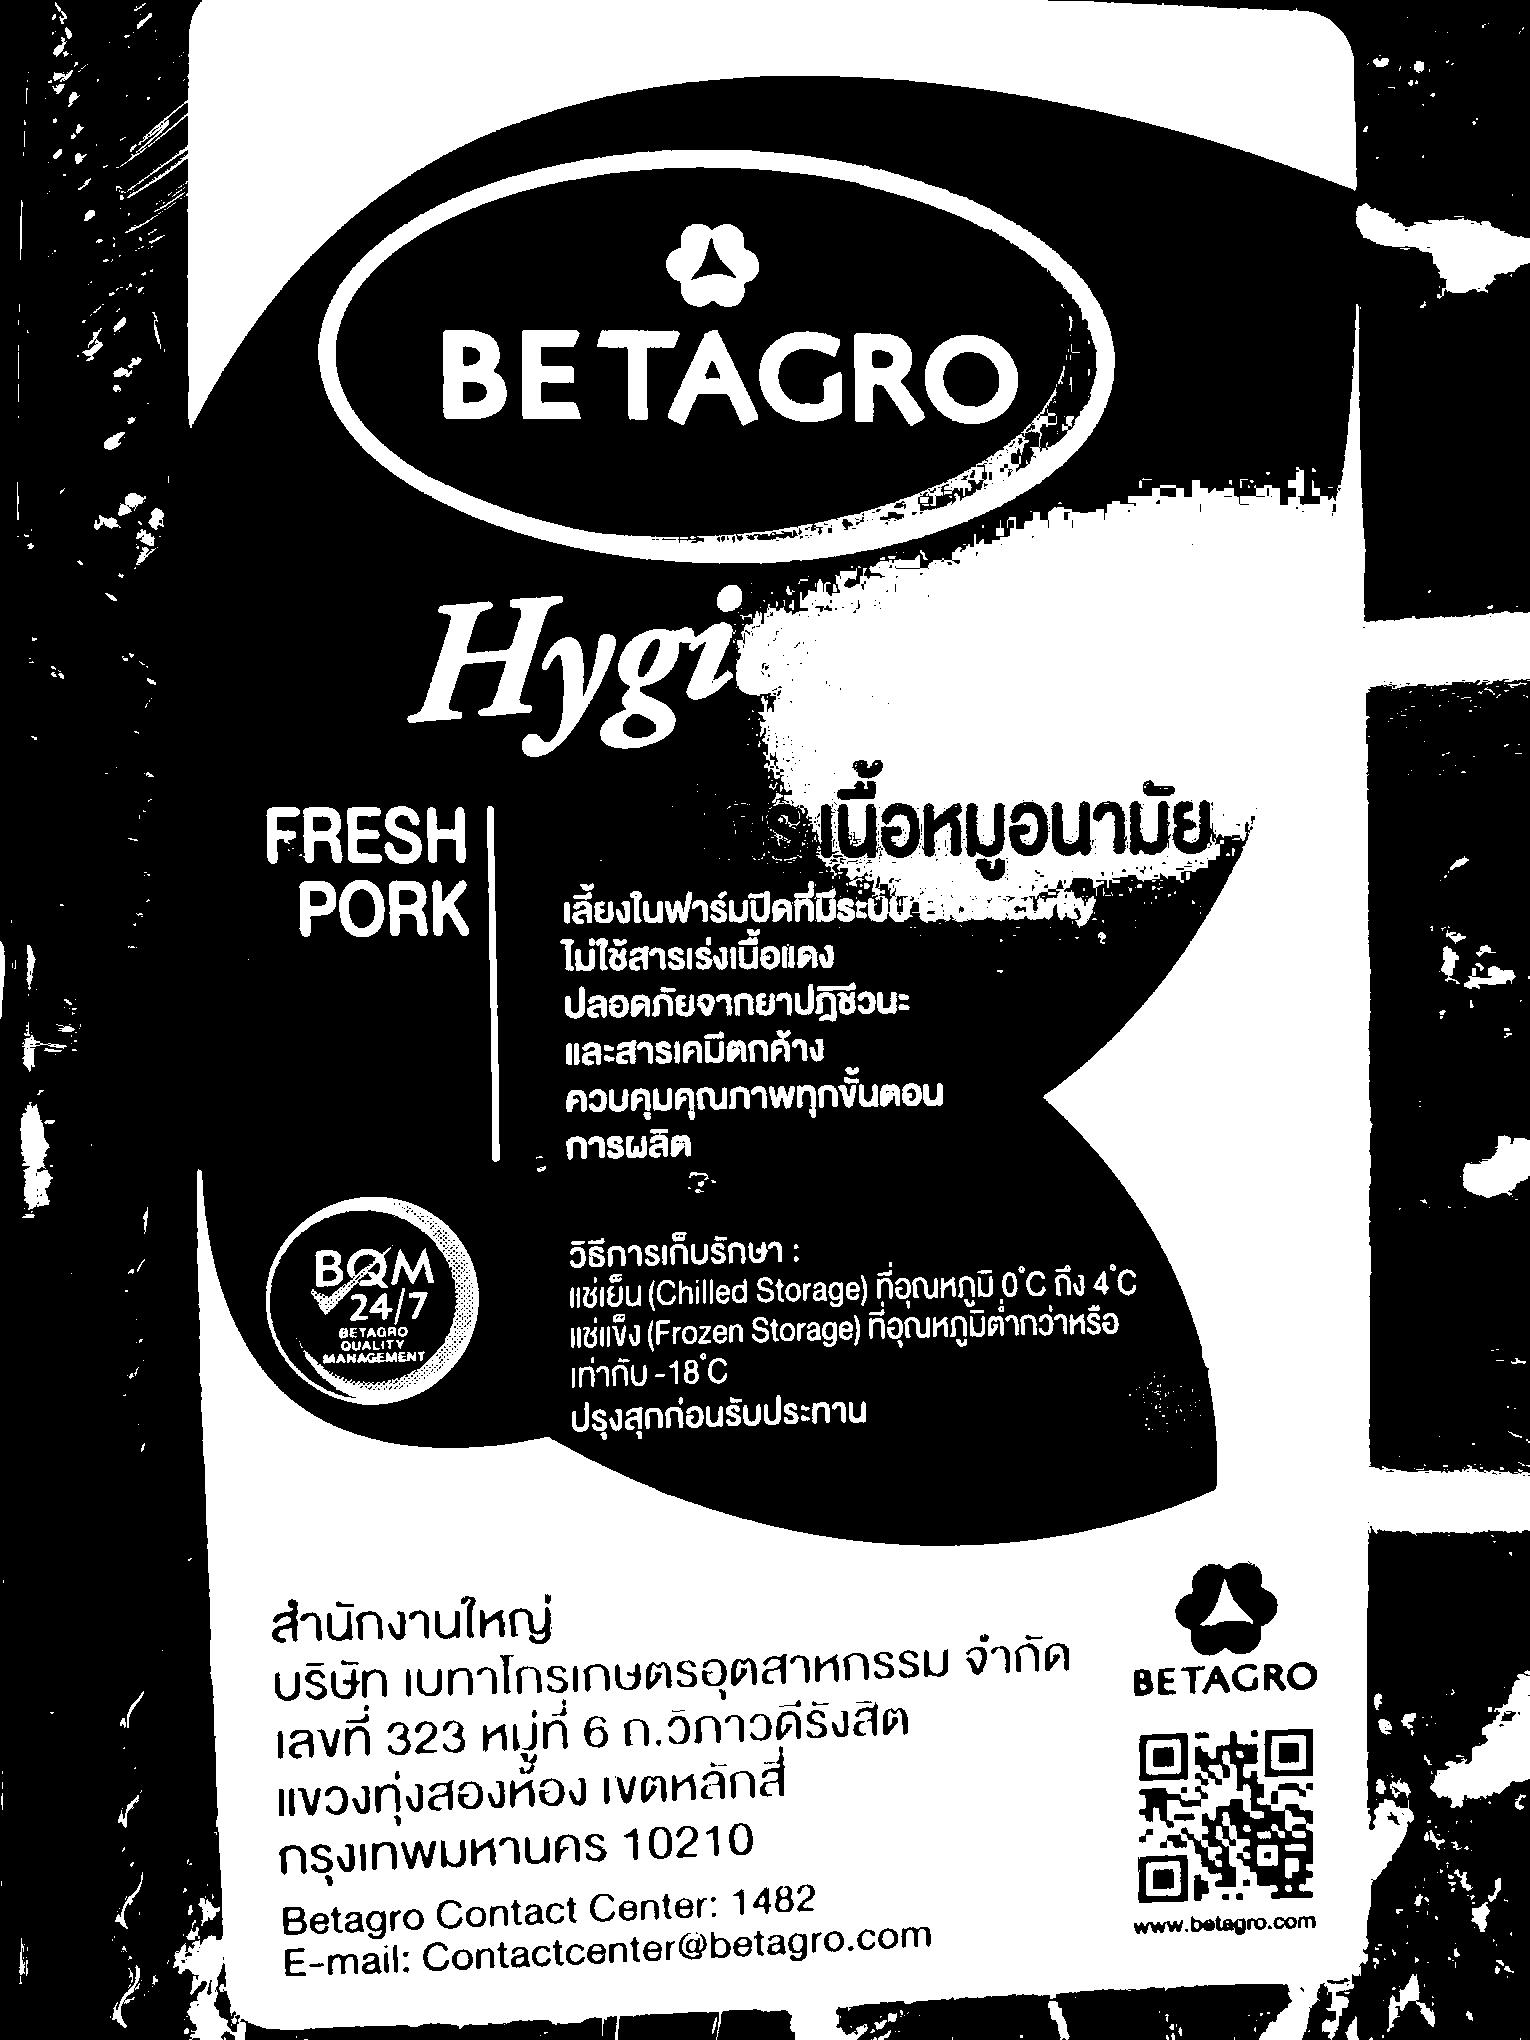 BETAGRO
FRESH
PORK
เนื้อหมูอนามัย
เลี้ยงในฟาร์มปิดที่มีระบบ Biosecurity
ไม่ใช้สารเร่งเนื้อแดง
ปลอดภัยจากยาปฏิชีวนะ
และสารเคมีตกค้าง
ควบคุมคุณภาพทุกขั้นตอน
การผลิต
BQM
24/7
BETAGRO
QUALITY
MANAGEMENT
วิธีการเก็บรักษา :
แช่เย็น (Chilled Storage) ที่อุณหภูมิ 0°C ถึง 4°C
แช่แข็ง (Frozen Storage) ที่อุณหภูมิต่ำกว่าหรือ
เท่ากับ -18°C
ปรุงสุกก่อนรับประทาน
สำนักงานใหญ่
บริษัท เบทาโกรเกษตรอุตสาหกรรม จำกัด
เลขที่ 323 หมู่ที่ 6 ถ.วิภาวดีรังสิต
แขวงทุ่งสองห้อง เขตหลักสี่
กรุงเทพมหานคร 10210
Betagro Contact Center: 1482
E-mail: Contactcenter@betagro.com
BETAGRO
www.betagro.com